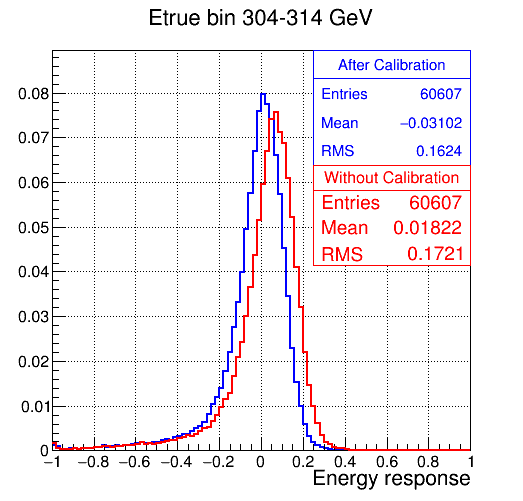 Etrue bin 304-314 GeV
After Calibration
Entries 60607
Mean −0.03102
RMS 0.1624
Without Calibration
Entries 60607
Mean 0.01822
RMS 0.1721
0.08
0.07
0.06
0.05
0.04
0.03
0.02
0.01
0
−1 −0.8 −0.6 −0.4 −0.2 0 0.2 0.4 0.6 0.8 1
Energy response